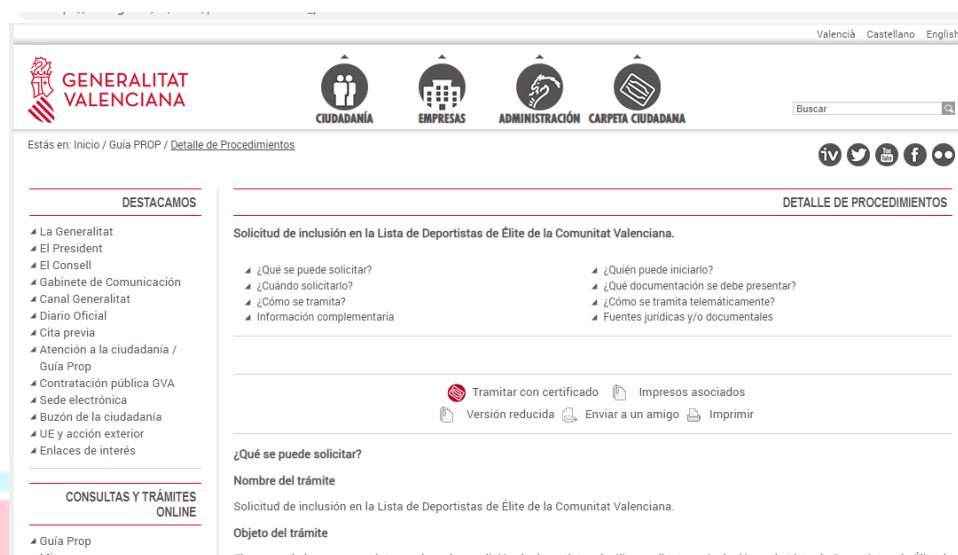 Valencià Castellano English
GENERALITAT
VALENCIANA
CIUDADANÍA EMPRESAS ADMINISTRACIÓN CARPETA CIUDADANA
Buscar
Estás en: Inicio / Guía PROP / Detalle de Procedimientos
iv You Tube f
DESTACAMOS
La Generalitat
El President
El Consell
Gabinete de Comunicación
Canal Generalitat
Diario Oficial
Cita previa
Atención a la ciudadanía /
Guía Prop
Contratación pública GVA
Sede electrónica
Buzón de la ciudadanía
UE y acción exterior
Enlaces de interés
CONSULTAS Y TRÁMITES
ONLINE
Guía Prop
DETALLE DE PROCEDIMIENTOS
Solicitud de inclusión en la Lista de Deportistas de Élite de la Comunitat Valenciana.
¿Qué se puede solicitar?
¿Cuándo solicitarlo?
¿Cómo se tramita?
Información complementaria
¿Quién puede iniciarlo?
¿Qué documentación se debe presentar?
¿Cómo se tramita telemáticamente?
Fuentes jurídicas y/o documentales
Tramitar con certificado Impresos asociados
Versión reducida Enviar a un amigo Imprimir
¿Qué se puede solicitar?
Nombre del trámite
Solicitud de inclusión en la Lista de Deportistas de Élite de la Comunitat Valenciana.
Objeto del trámite